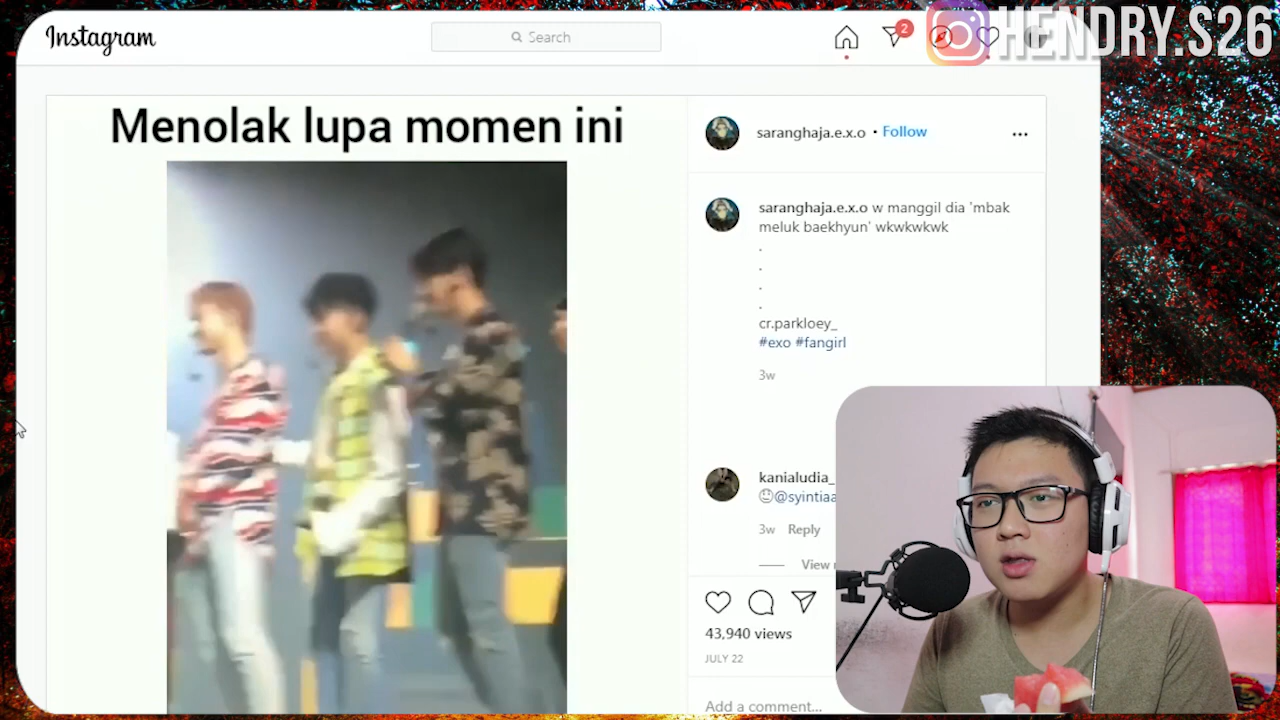 Instagram
Search
2
HENDRY.S26
Menolak lupa momen ini
saranghaja.e.x.o • Follow
saranghaja.e.x.o w manggil dia 'mbak
meluk baekhyun' wkwkwkwk
.
.
.
.
cr.parkloey_
#exo #fangirl
3w
kanialudia_
@syintiaa
3w Reply
View
43,940 views
JULY 22
Add a comment...